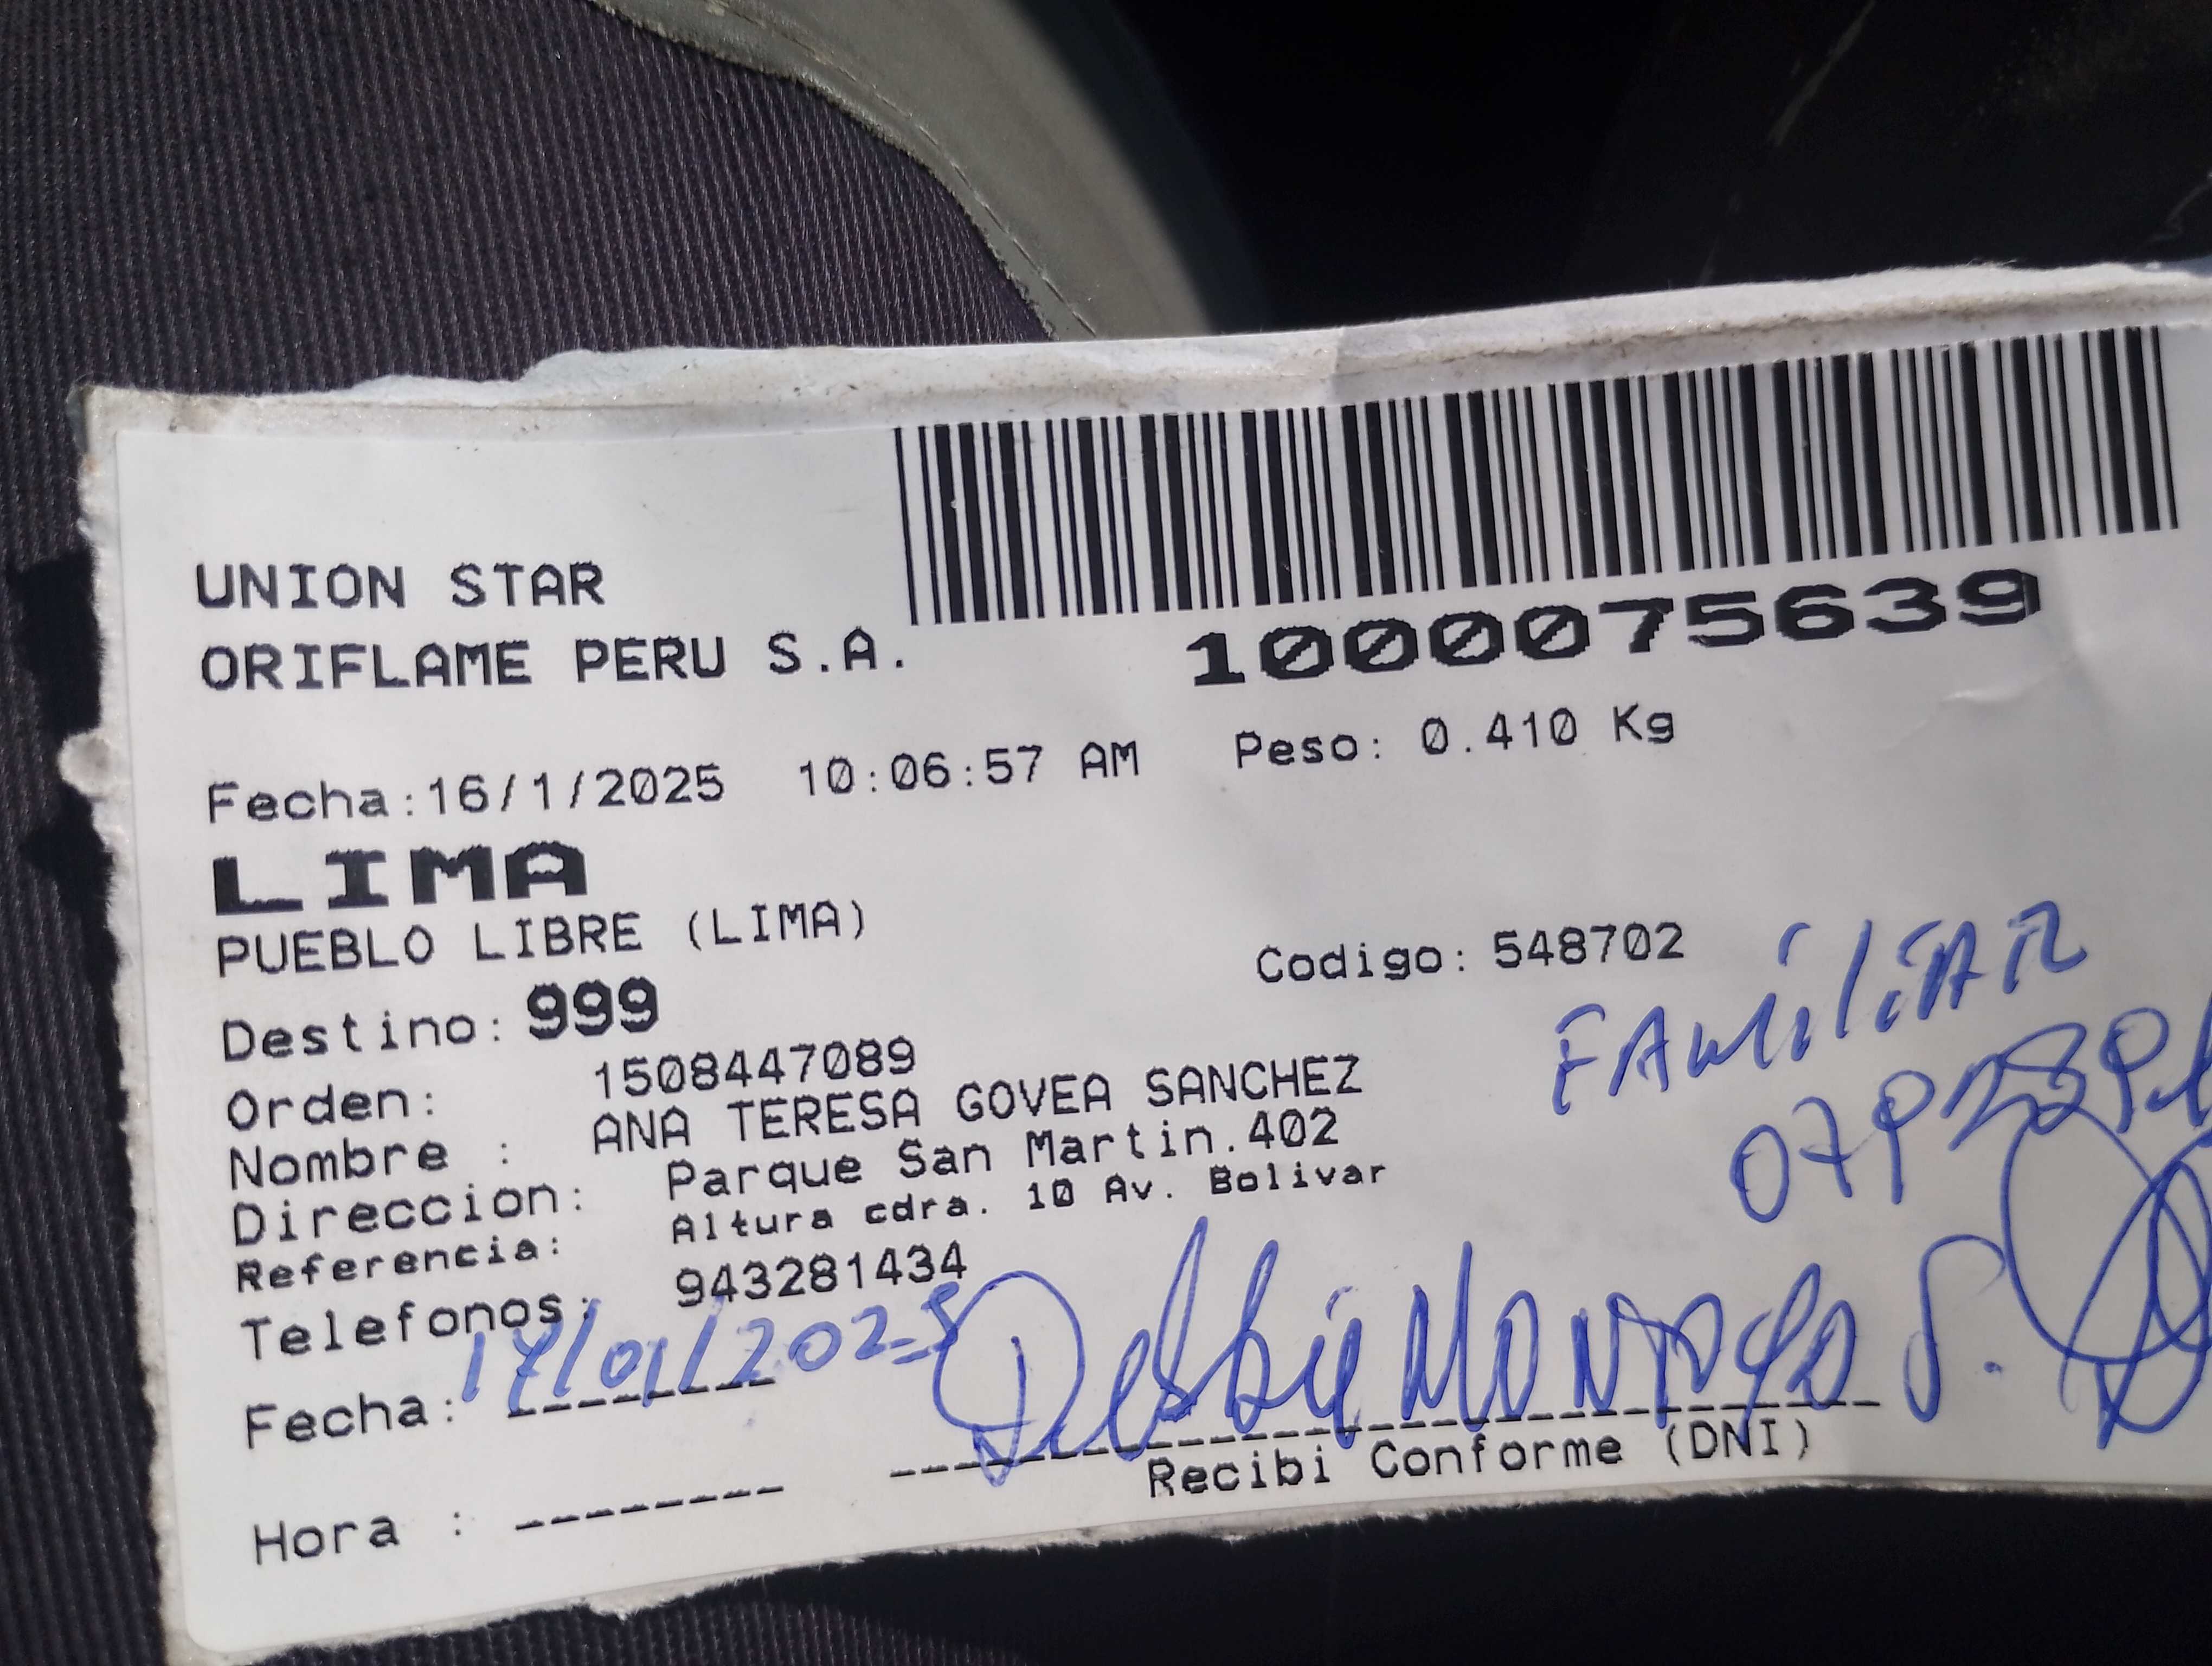 UNION STAR
ORIFLAME PERU S.A.
1000075639
Fecha:16/1/2025 10:06:57 AM Peso: 0.410 Kg
LIMA
PUEBLO LIBRE (LIMA)
Destino: 999 Codigo: 548702
FAMILIAR
Orden: 1508447089
Nombre : ANA TERESA GOVEA SANCHEZ
Direccion: Parque San Martin.402
Referencia: Altura cdra. 10 Av. Bolivar
Telefonos: 943281434
Fecha: 17/01/2025
Recibi Conforme (DNI)
Hora :